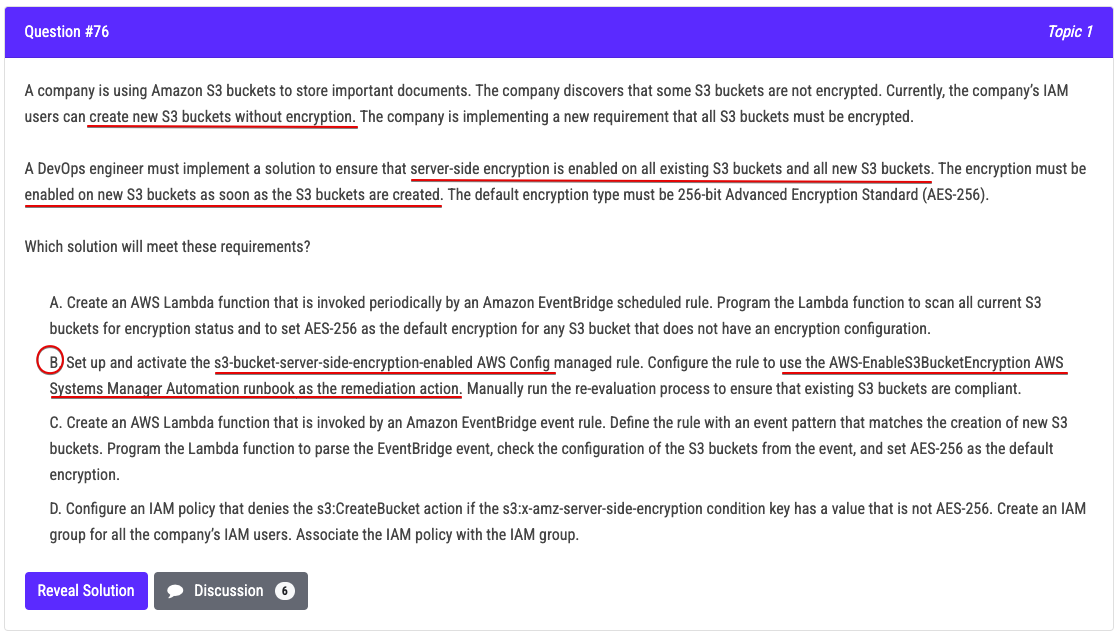 Question #76
Topic 1
A company is using Amazon S3 buckets to store important documents. The company discovers that some S3 buckets are not encrypted. Currently, the company's IAM
users can create new S3 buckets without encryption. The company is implementing a new requirement that all S3 buckets must be encrypted.
A DevOps engineer must implement a solution to ensure that server-side encryption is enabled on all existing S3 buckets and all new S3 buckets. The encryption must be
enabled on new S3 buckets as soon as the S3 buckets are created. The default encryption type must be 256-bit Advanced Encryption Standard (AES-256).
Which solution will meet these requirements?
A. Create an AWS Lambda function that is invoked periodically by an Amazon EventBridge scheduled rule. Program the Lambda function to scan all current S3
buckets for encryption status and to set AES-256 as the default encryption for any S3 bucket that does not have an encryption configuration.
B. Set up and activate the s3-bucket-server-side-encryption-enabled AWS Config managed rule. Configure the rule to use the AWS-EnableS3BucketEncryption AWS
Systems Manager Automation runbook as the remediation action. Manually run the re-evaluation process to ensure that existing S3 buckets are compliant.
C. Create an AWS Lambda function that is invoked by an Amazon EventBridge event rule. Define the rule with an event pattern that matches the creation of new S3
buckets. Program the Lambda function to parse the EventBridge event, check the configuration of the S3 buckets from the event, and set AES-256 as the default
encryption.
D. Configure an IAM policy that denies the s3:CreateBucket action if the s3:x-amz-server-side-encryption condition key has a value that is not AES-256. Create an IAM
group for all the company's IAM users. Associate the IAM policy with the IAM group.
Reveal Solution
Discussion 6